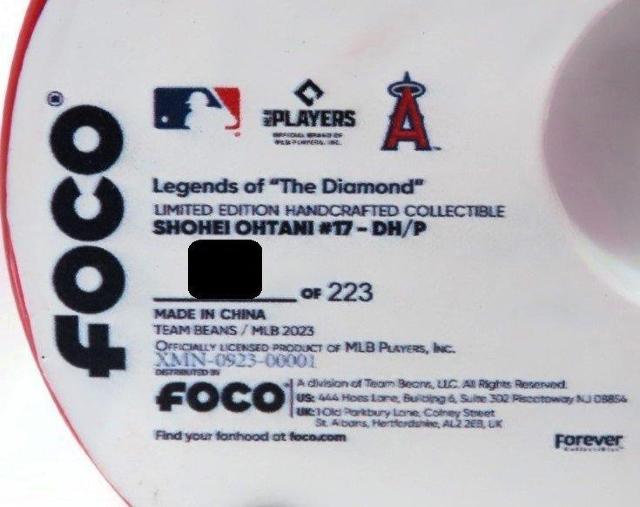 FOCO®
MLB PLAYERS
OFFICIAL BRAND OF
MLB PLAYERS, INC.
A
Legends of "The Diamond"
LIMITED EDITION HANDCRAFTED COLLECTIBLE
SHOHEI OHTANI #17 - DH/P
OF 223
MADE IN CHINA
TEAM BEANS / MLB 2023
OFFICIALLY LICENSED PRODUCT OF MLB PLAYERS, INC.
XMN-0923-00001
DISTRIBUTED BY
FOCO
A division of Team Beans, LLC. All Rights Reserved.
US: 444 Hoes Lane, Building 6, Suite 302 Piscataway NJ 08854
UK: 1 Old Parkbury Lane, Colney Street
St. Albans, Hertfordshire, AL2 2EB, UK
Find your fanhood at foco.com
Forever
Collectibles